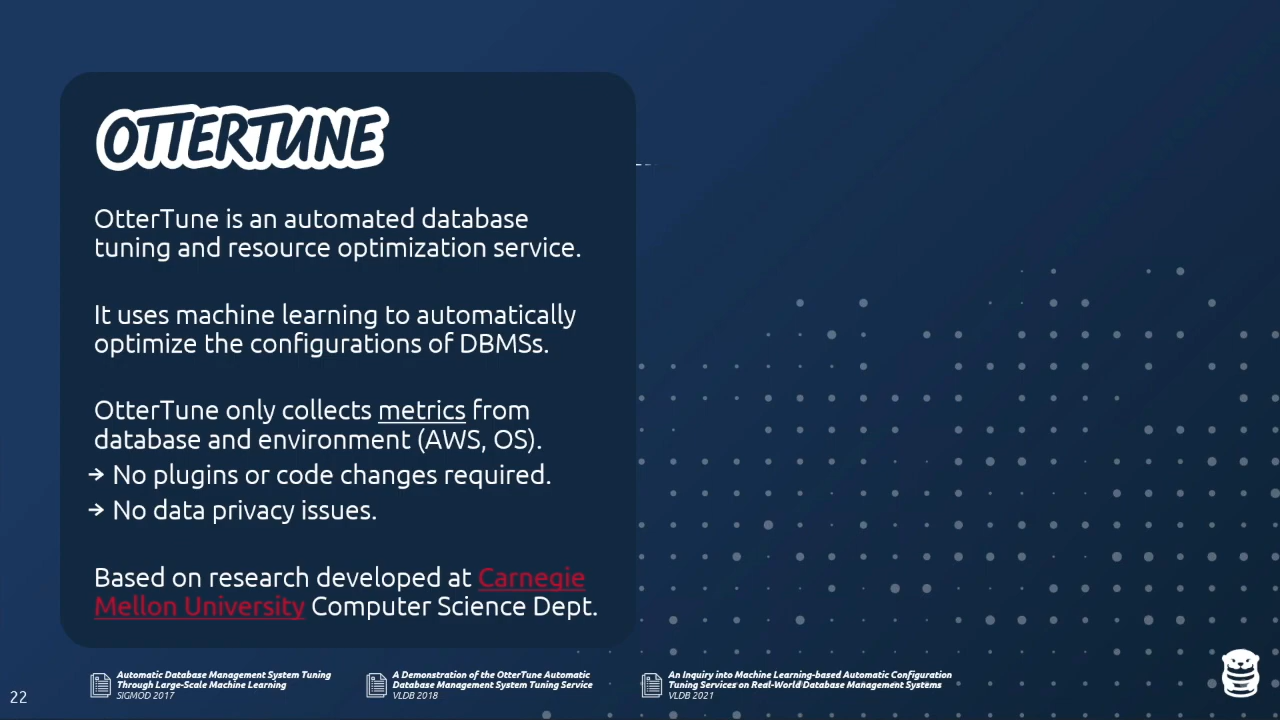 OTTERTUNE
OtterTune is an automated database
tuning and resource optimization service.
It uses machine learning to automatically
optimize the configurations of DBMSs.
OtterTune only collects metrics from
database and environment (AWS, OS).
→ No plugins or code changes required.
→ No data privacy issues.
Based on research developed at Carnegie
Mellon University Computer Science Dept.
Automatic Database Management System Tuning
Through Large-Scale Machine Learning
SIGMOD 2017
A Demonstration of the OtterTune Automatic
Database Management System Tuning Service
VLDB 2018
An Inquiry into Machine Learning-based Automatic Configuration
Tuning Services on Real-World Database Management Systems
VLDB 2021
22